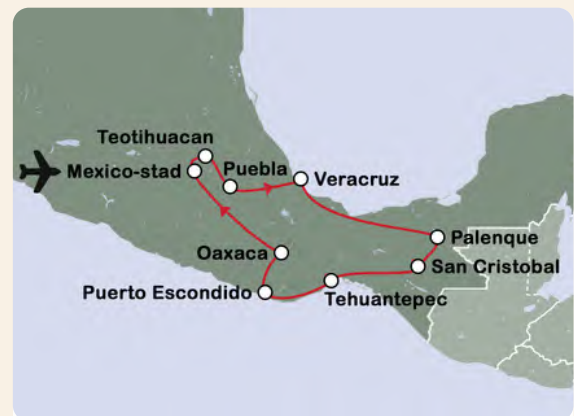 Teotihuacan
Mexico-stad
Puebla
Veracruz
Palenque
Oaxaca
San Cristobal
Puerto Escondido
Tehuantepec